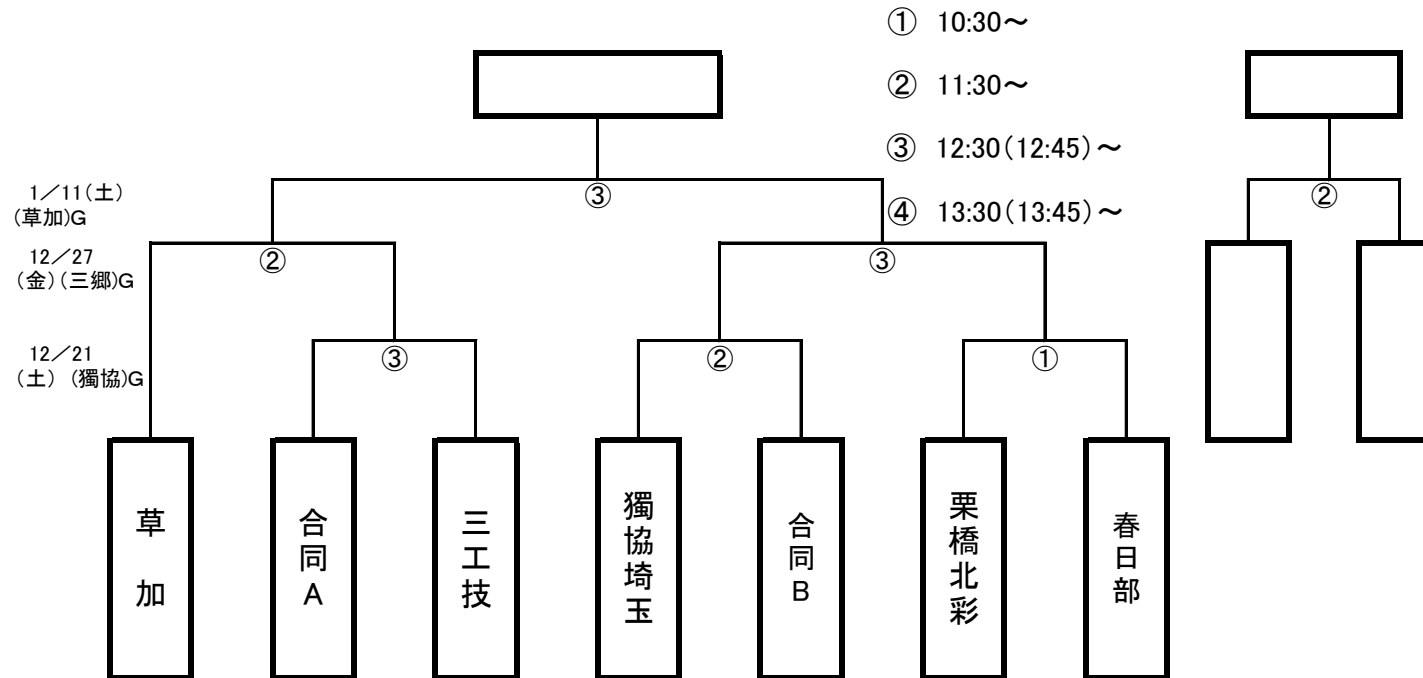 ① 10:30～
② 11:30～
③ 12:30(12:45)～
④ 13:30(13:45)～
1／11(土)
(草加)G
③
②
12／27
(金)(三郷)G
②
③
12／21
(土) (獨協)G
③
②
①
草加
合同A
三工技
獨協埼玉
合同B
栗橋北彩
春日部